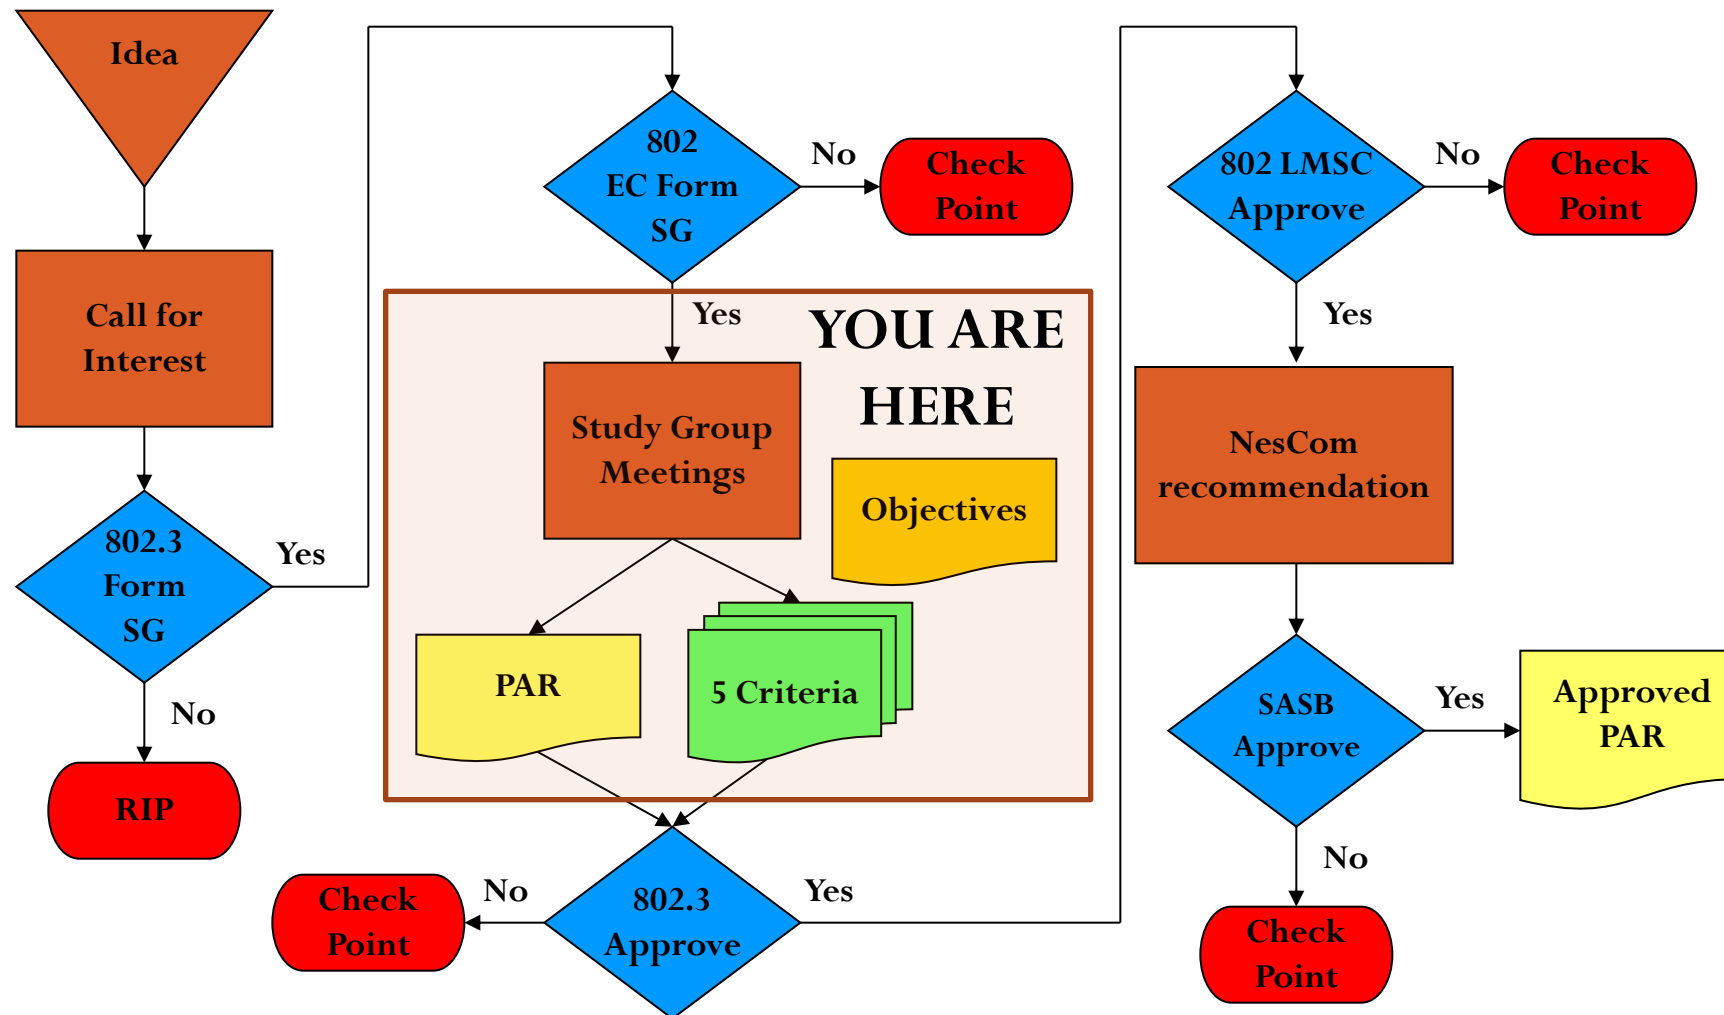 Idea
Call for
Interest
802.3
Form
SG
Yes
No
RIP
802
EC Form
SG
No
Check
Point
Yes
YOU ARE
HERE
Study Group
Meetings
Objectives
PAR
5 Criteria
802.3
Approve
No
Check
Point
Yes
802 LMSC
Approve
No
Check
Point
Yes
NesCom
recommendation
SASB
Approve
Yes
Approved
PAR
No
Check
Point